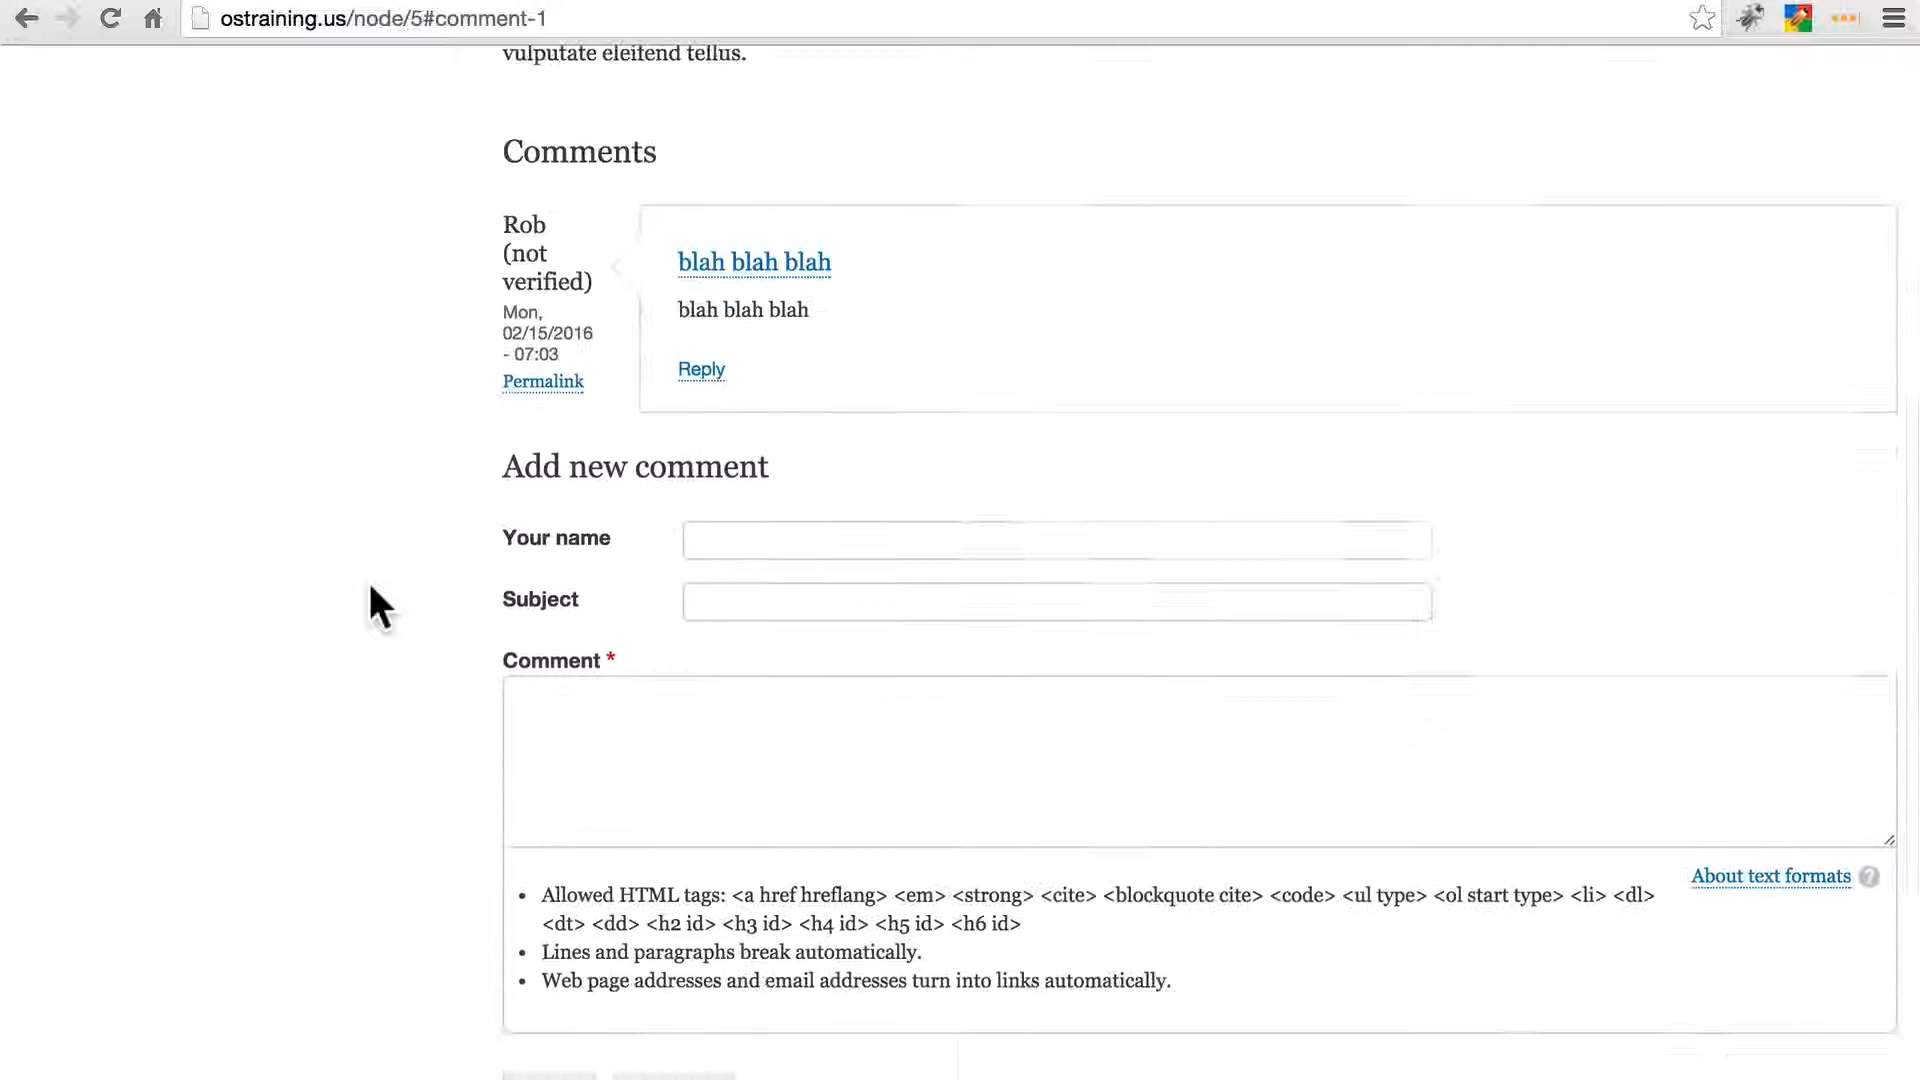 ostraining.us/node/5#comment-1
vulputate eleifend tellus.
Comments
Rob
(not
verified)
Mon,
02/15/2016
- 07:03
Permalink
blah blah blah
blah blah blah
Reply
Add new comment
Your name
Subject
Comment *
About text formats ?
• Allowed HTML tags: <a href hreflang> <em> <strong> <cite> <blockquote cite> <code> <ul type> <ol start type> <li> <dl>
<dt> <dd> <h2 id> <h3 id> <h4 id> <h5 id> <h6 id>
• Lines and paragraphs break automatically.
• Web page addresses and email addresses turn into links automatically.